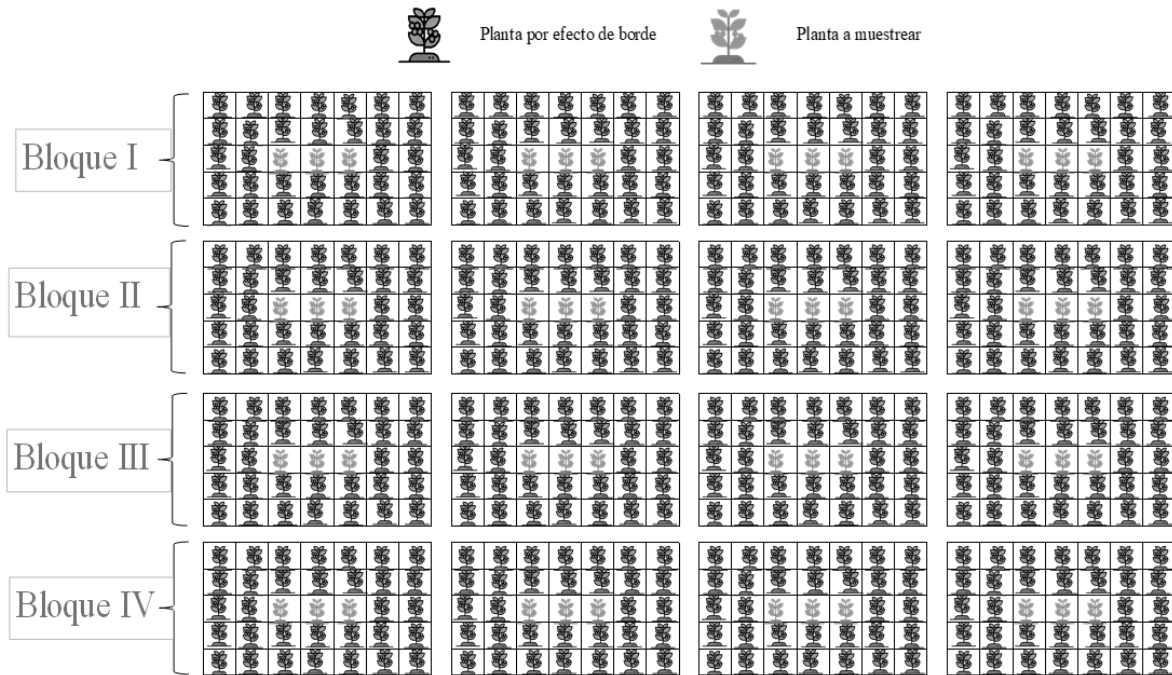 Planta por efecto de borde
Planta a muestrear
Bloque I
Bloque II
Bloque III
Bloque IV